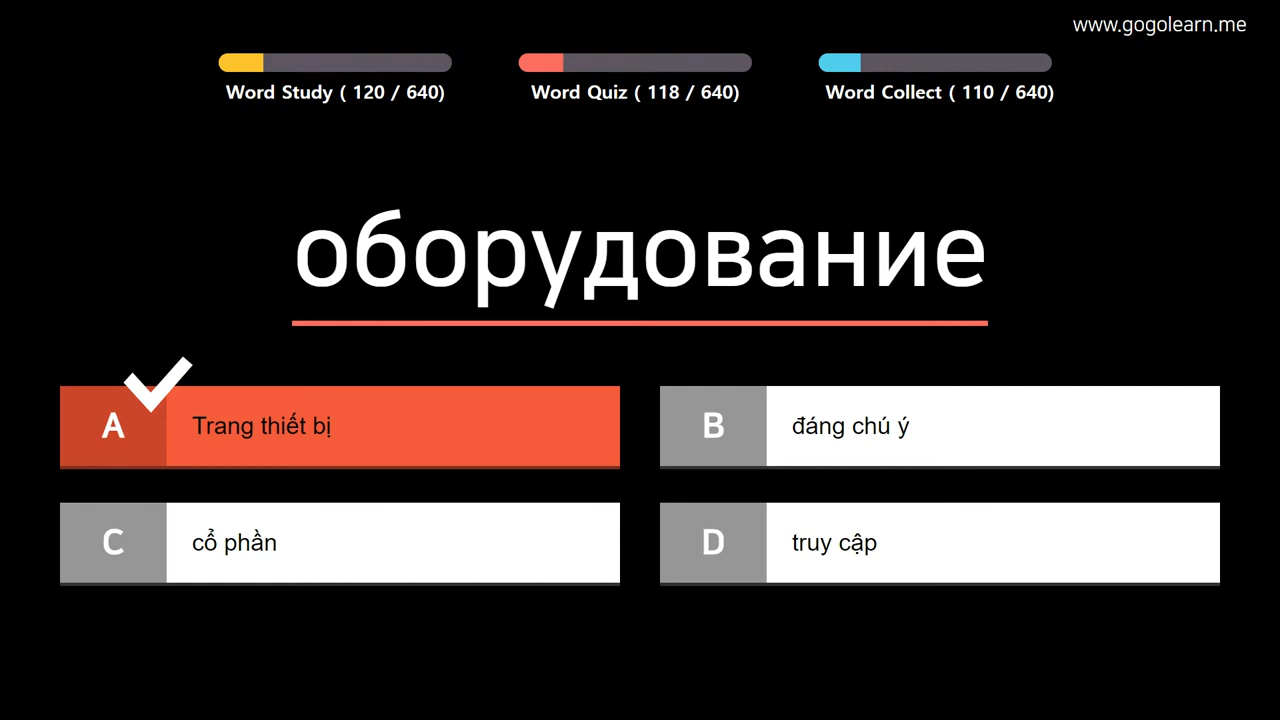 www.gogolearn.me
Word Study ( 120 / 640)
Word Quiz ( 118 / 640)
Word Collect ( 110 / 640)
оборудование
A Trang thiết bị
B đáng chú ý
C cổ phần
D truy cập